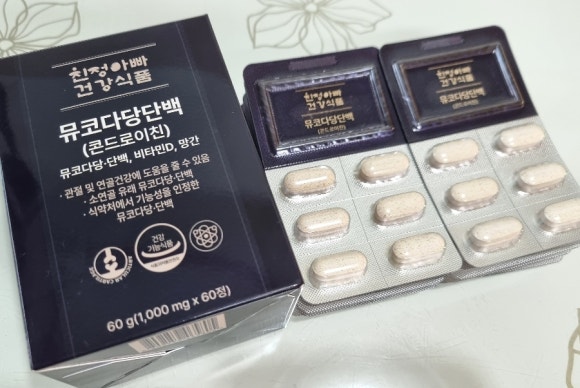 친정아빠
건강식품
뮤코다당단백
(콘드로이친)
뮤코다당·단백, 비타민D, 망간
· 관절 및 연골건강에 도움을 줄 수 있음
· 소연골 유래 뮤코다당·단백
· 식약처에서 기능성을 인정한
뮤코다당·단백
건강
기능식품
60 g(1,000 mg x 60정)
친정아빠
건강식품
뮤코다당단백
(콘드로이친)
친정아빠
건강식품
뮤코다당단백
(콘드로이친)